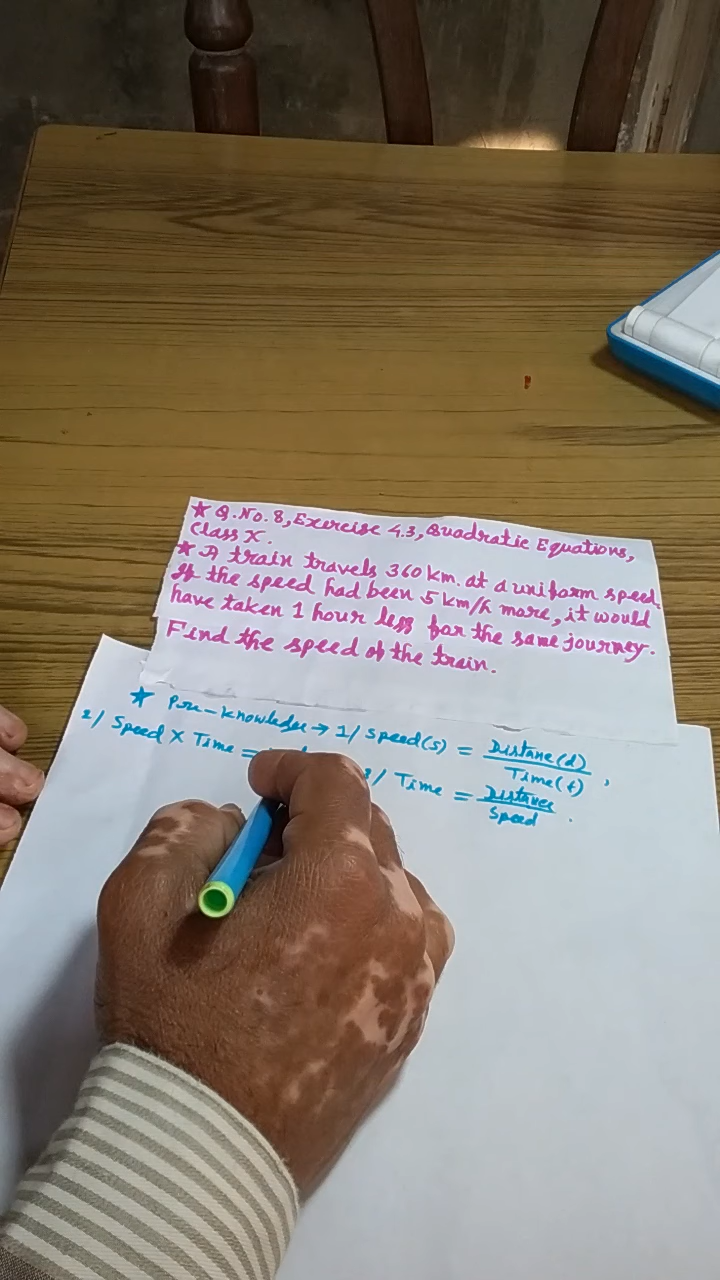 ★ Q.No. 8, Exercise 4.3, Quadratic Equations,
Class X.
★ A train travels 360 km. at a uniform speed.
If the speed had been 5 km/h more, it would
have taken 1 hour less for the same journey.
Find the speed of the train.
★ Pre-knowledge → 1/ Speed(s) = Distane(d)/Time(t) ,
2/ Speed × Time = 3/ Time = Distance/Speed .